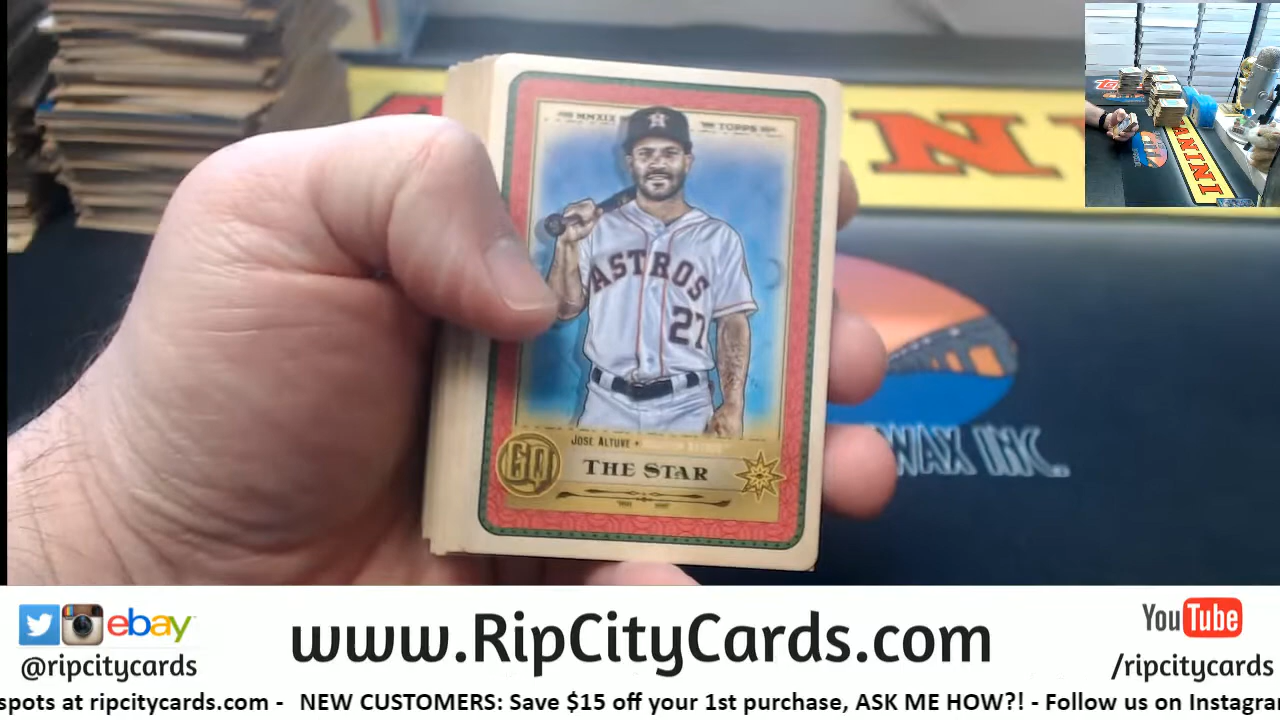 MMXIX
TOPPS
A
ASTROS
27
JOSE ALTUVE •
GQ
THE STAR
NIN
WAX INC.
PANINI
ebay
www.RipCityCards.com
You Tube
@ripcitycards
/ripcitycards
spots at ripcitycards.com - NEW CUSTOMERS: Save $15 off your 1st purchase, ASK ME HOW?! - Follow us on Instagra